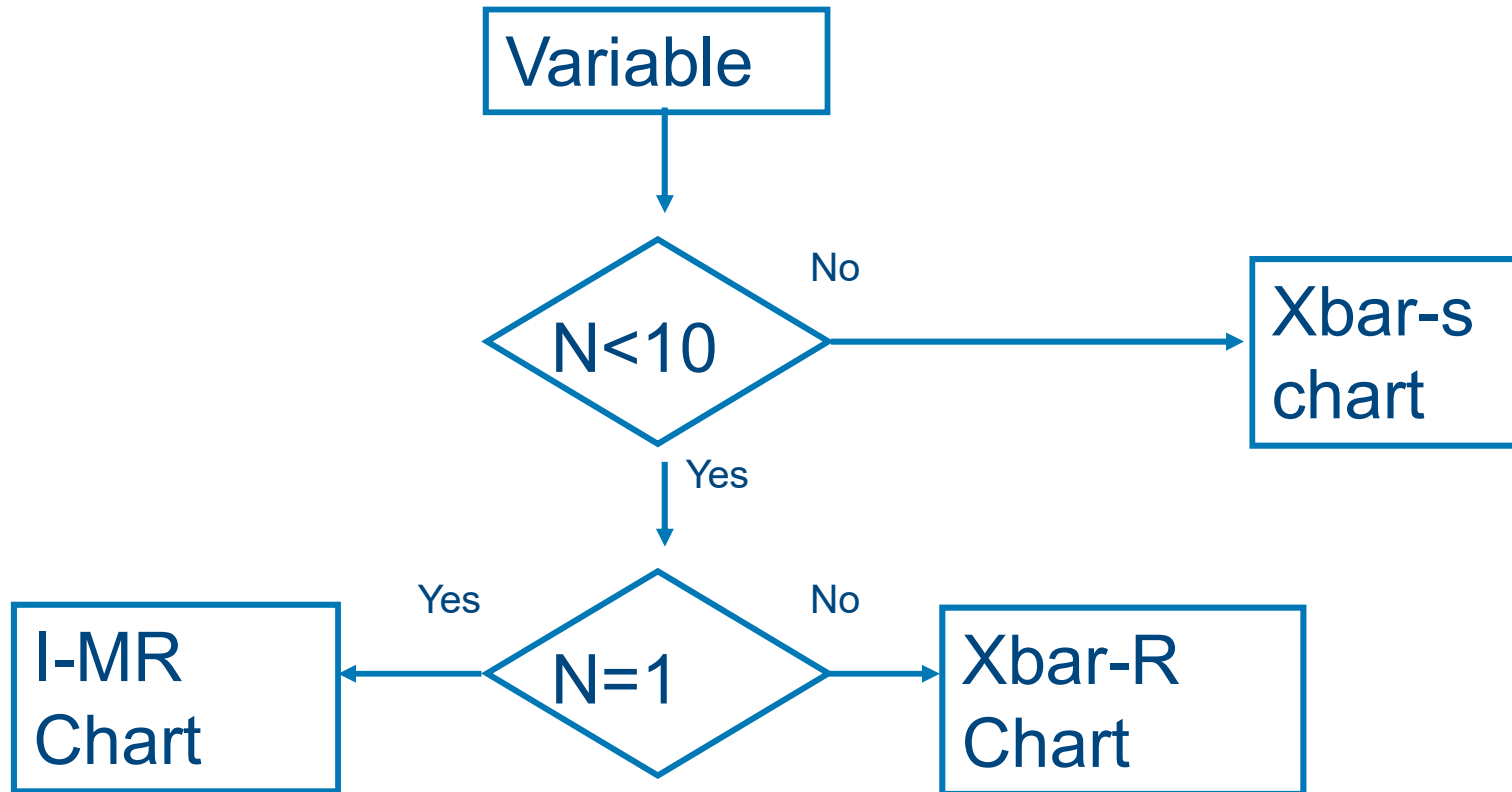 Variable
No
N<10
Xbar-s
chart
Yes
Yes
No
I-MR
Chart
N=1
Xbar-R
Chart